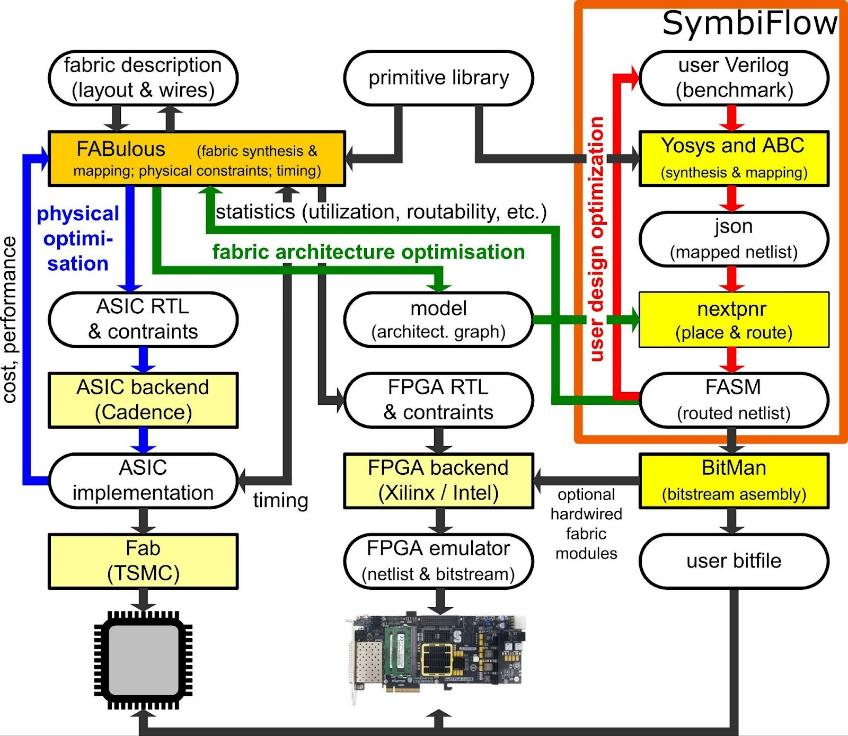 SymbiFlow
fabric description
(layout & wires)
primitive library
user Verilog
(benchmark)
FABulous (fabric synthesis &
mapping; physical constraints; timing)
Yosys and ABC
(synthesis & mapping)
physical
optimi-
sation
statistics (utilization, routability, etc.)
fabric architecture optimisation
user design optimization
json
(mapped netlist)
cost, performance
ASIC RTL
& contraints
model
(architect. graph)
nextpnr
(place & route)
ASIC backend
(Cadence)
FPGA RTL
& contraints
FASM
(routed netlist)
ASIC
implementation
timing
FPGA backend
(Xilinx / Intel)
optional
hardwired
fabric
modules
BitMan
(bitstream asembly)
Fab
(TSMC)
FPGA emulator
(netlist & bitstream)
user bitfile